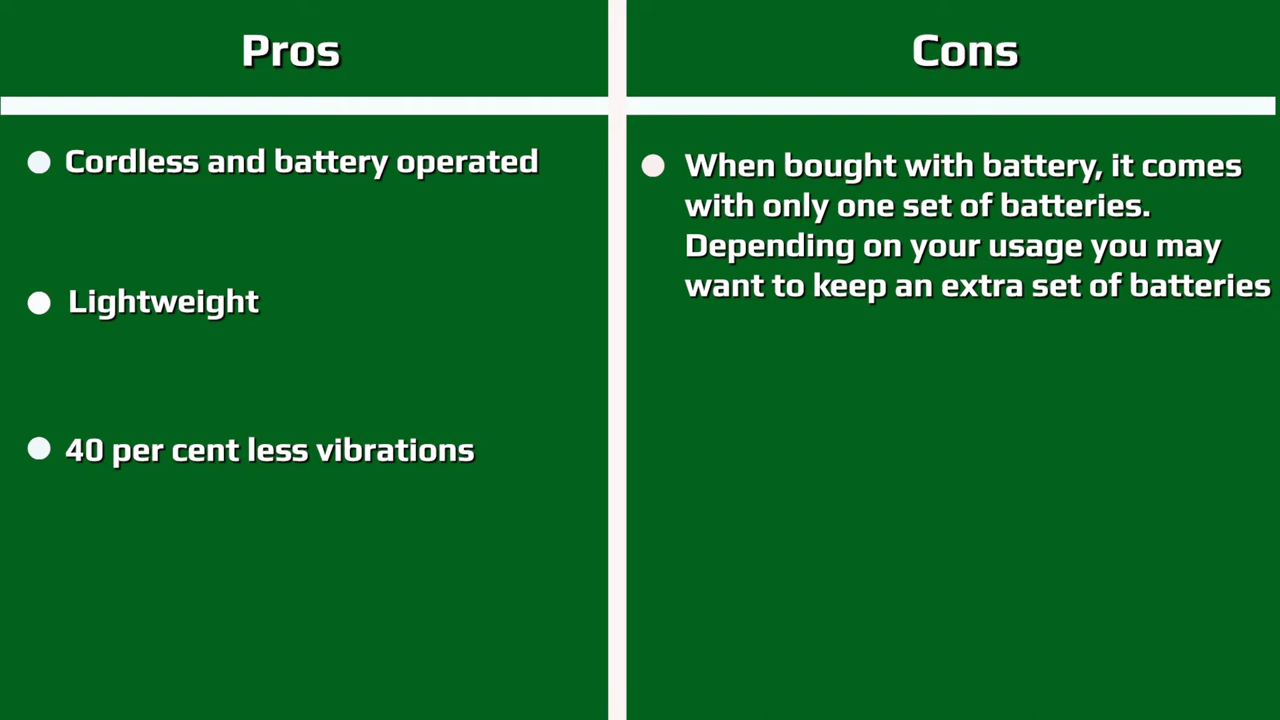 Pros
Cordless and battery operated
Lightweight
40 per cent less vibrations
Cons
When bought with battery, it comes
with only one set of batteries.
Depending on your usage you may
want to keep an extra set of batteries